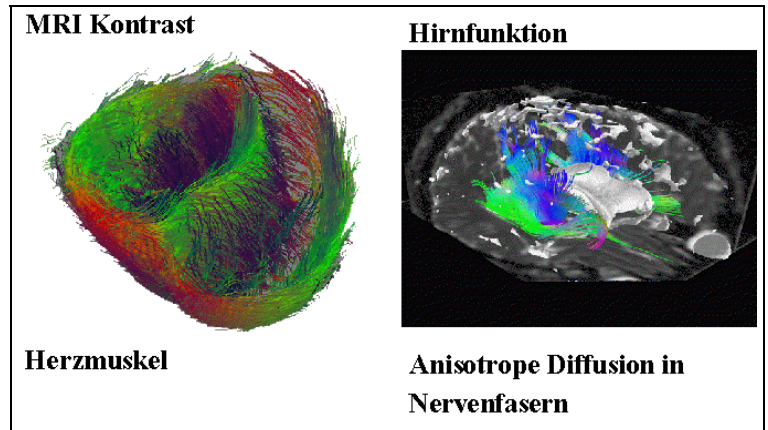 MRI Kontrast
Herzmuskel
Hirnfunktion
Anisotrope Diffusion in
Nervenfasern